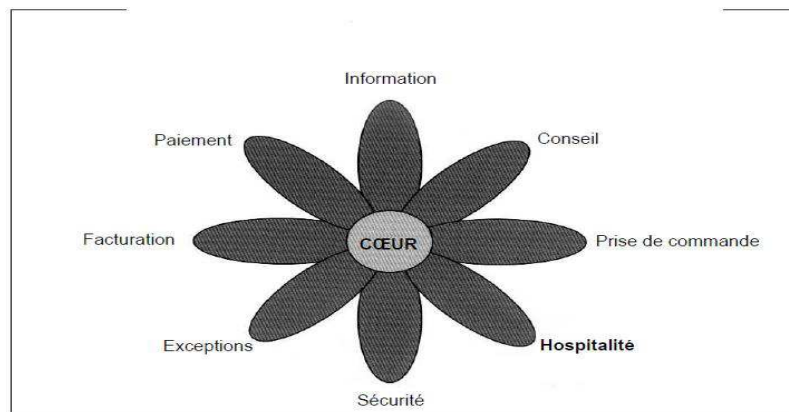 Information
Paiement
Conseil
Facturation
CŒUR
Prise de commande
Exceptions
Hospitalité
Sécurité